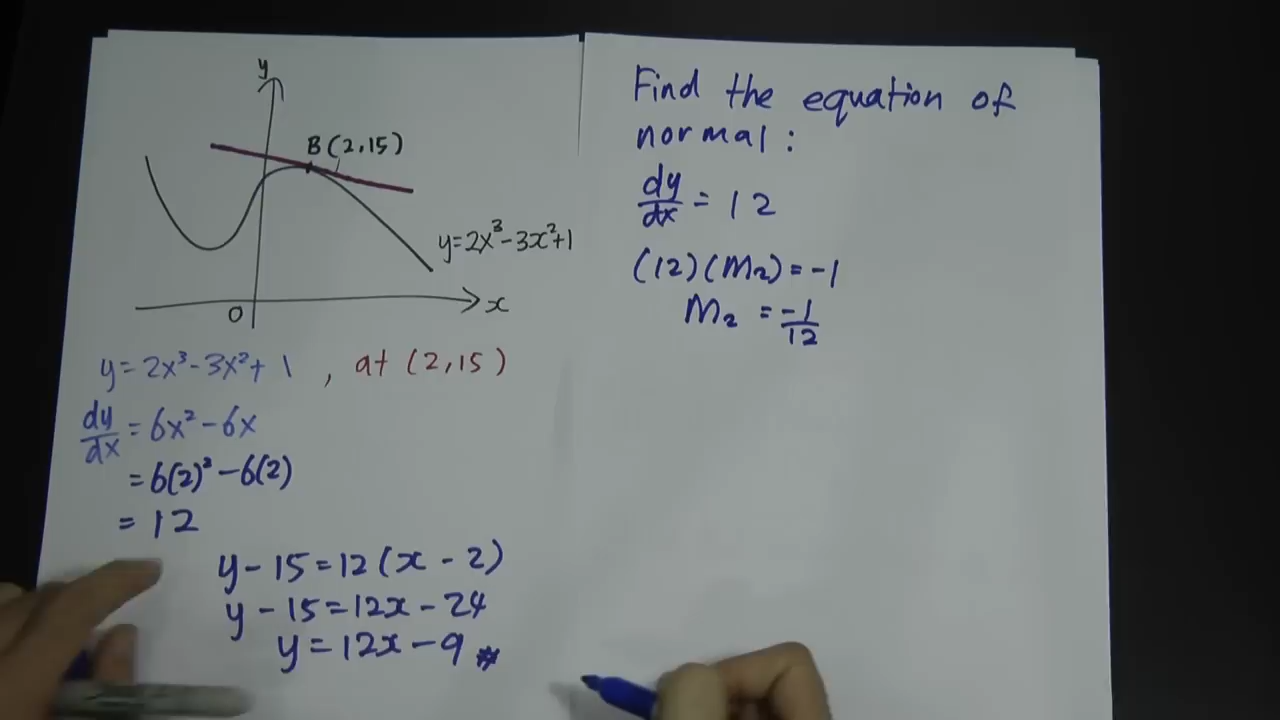 y
B(2,15)
y=2x³-3x²+1
0
x
y=2x³-3x²+1 , at (2,15)
dy/dx = 6x²-6x
= 6(2)²-6(2)
= 12
y-15=12(x-2)
y-15=12x-24
y=12x-9 *
Find the equation of
normal:
dy/dx = 12
(12)(M₂)=-1
M₂ = -1/12